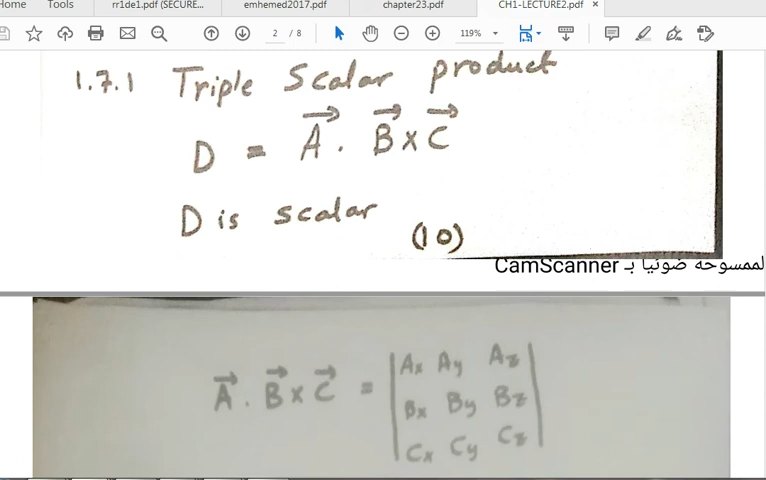 Home Tools rr1de1.pdf (SECURE... emhemed2017.pdf chapter23.pdf CH1-LECTURE2.pdf ×
2 / 8 119%
1.7.1 Triple Scalar product
D = A⃗ . B⃗ × C⃗
D is scalar
(10)
الممسوحة ضوئيا بـ CamScanner
A⃗ . B⃗ × C⃗ = | Ax Ay Az |
| Bx By Bz |
| Cx Cy Cz |